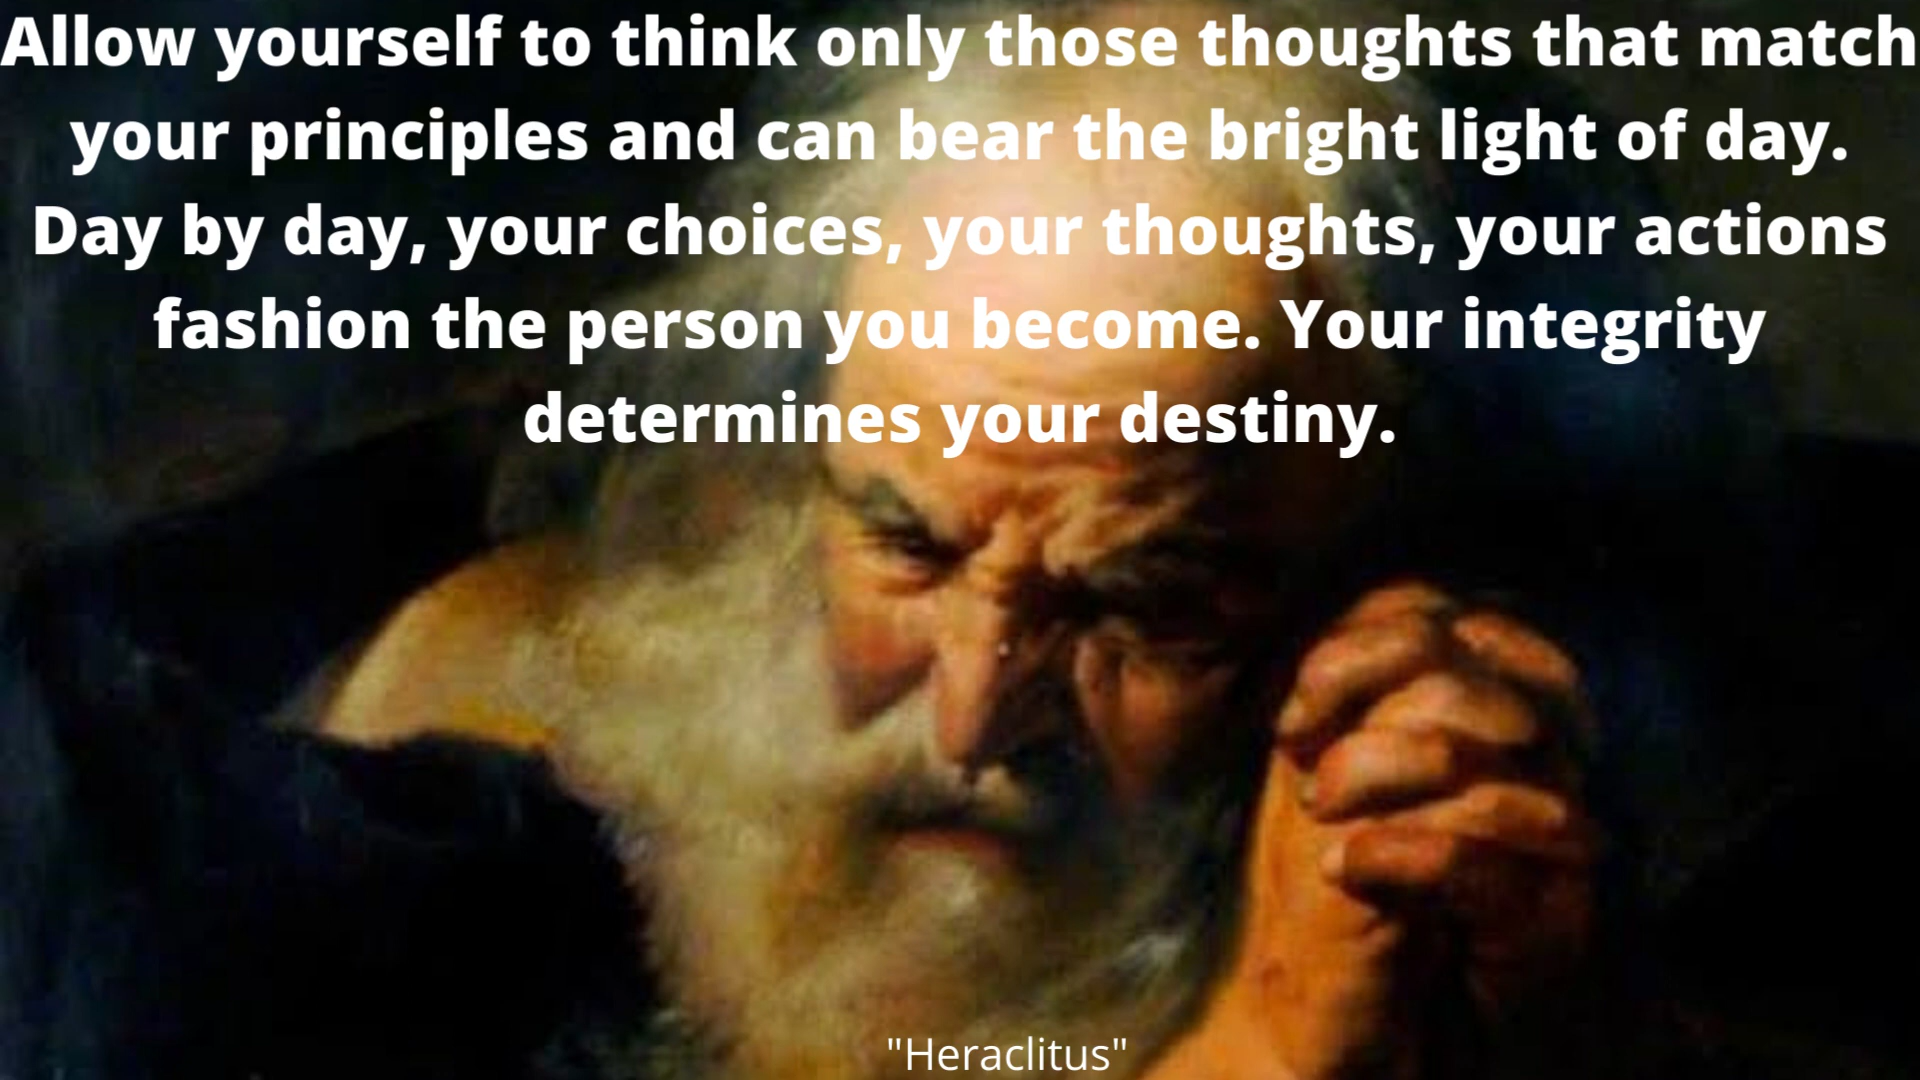 Allow yourself to think only those thoughts that match
your principles and can bear the bright light of day.
Day by day, your choices, your thoughts, your actions
fashion the person you become. Your integrity
determines your destiny.
"Heraclitus"